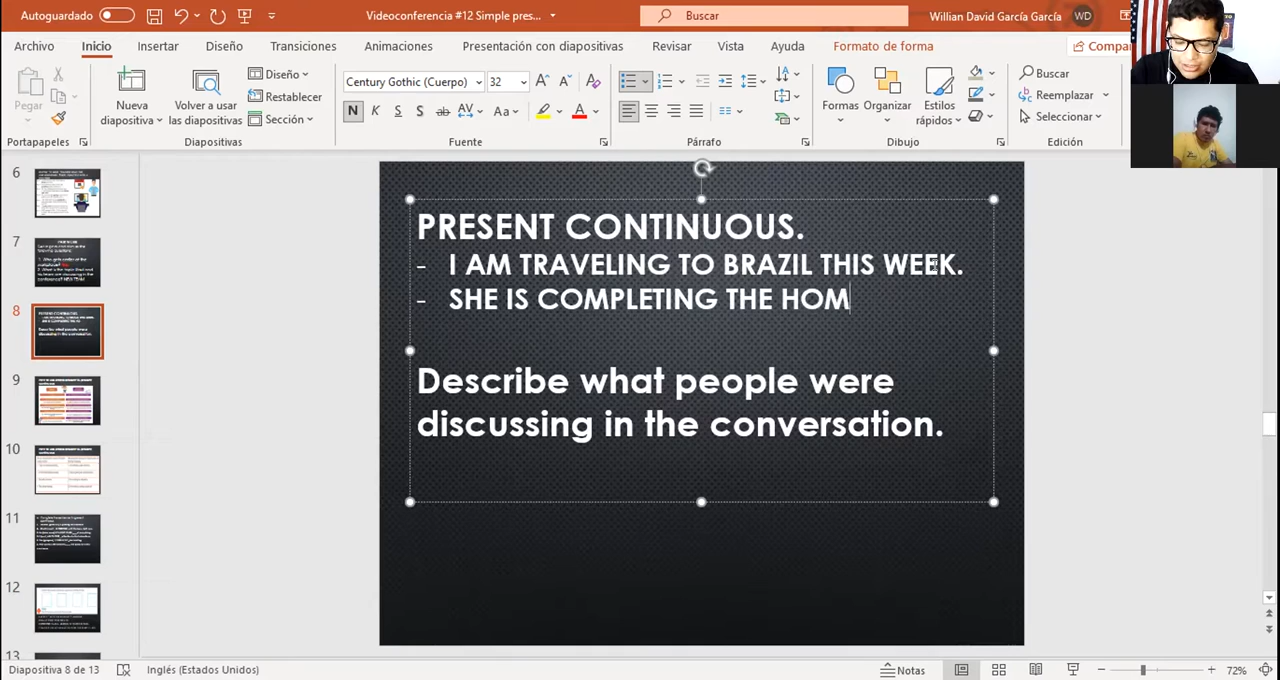 Autoguardado
Videoconferencia #12 Simple pres...
Buscar
Willian David García García
WD
Archivo
Inicio
Insertar
Diseño
Transiciones
Animaciones
Presentación con diapositivas
Revisar
Vista
Ayuda
Formato de forma
Compar
Pegar
Nueva
diapositiva
Volver a usar
las diapositivas
Diseño
Restablecer
Sección
Century Gothic (Cuerpo)
32
N K S S ab AV Aa
Formas
Organizar
Estilos
rápidos
Buscar
Reemplazar
Seleccionar
Portapapeles
Diapositivas
Fuente
Párrafo
Dibujo
Edición
6
7
8
9
10
11
12
13
PRESENT CONTINUOUS.
- I AM TRAVELING TO BRAZIL THIS WEEK.
- SHE IS COMPLETING THE HOM
Describe what people were
discussing in the conversation.
Diapositiva 8 de 13
Inglés (Estados Unidos)
Notas
72%